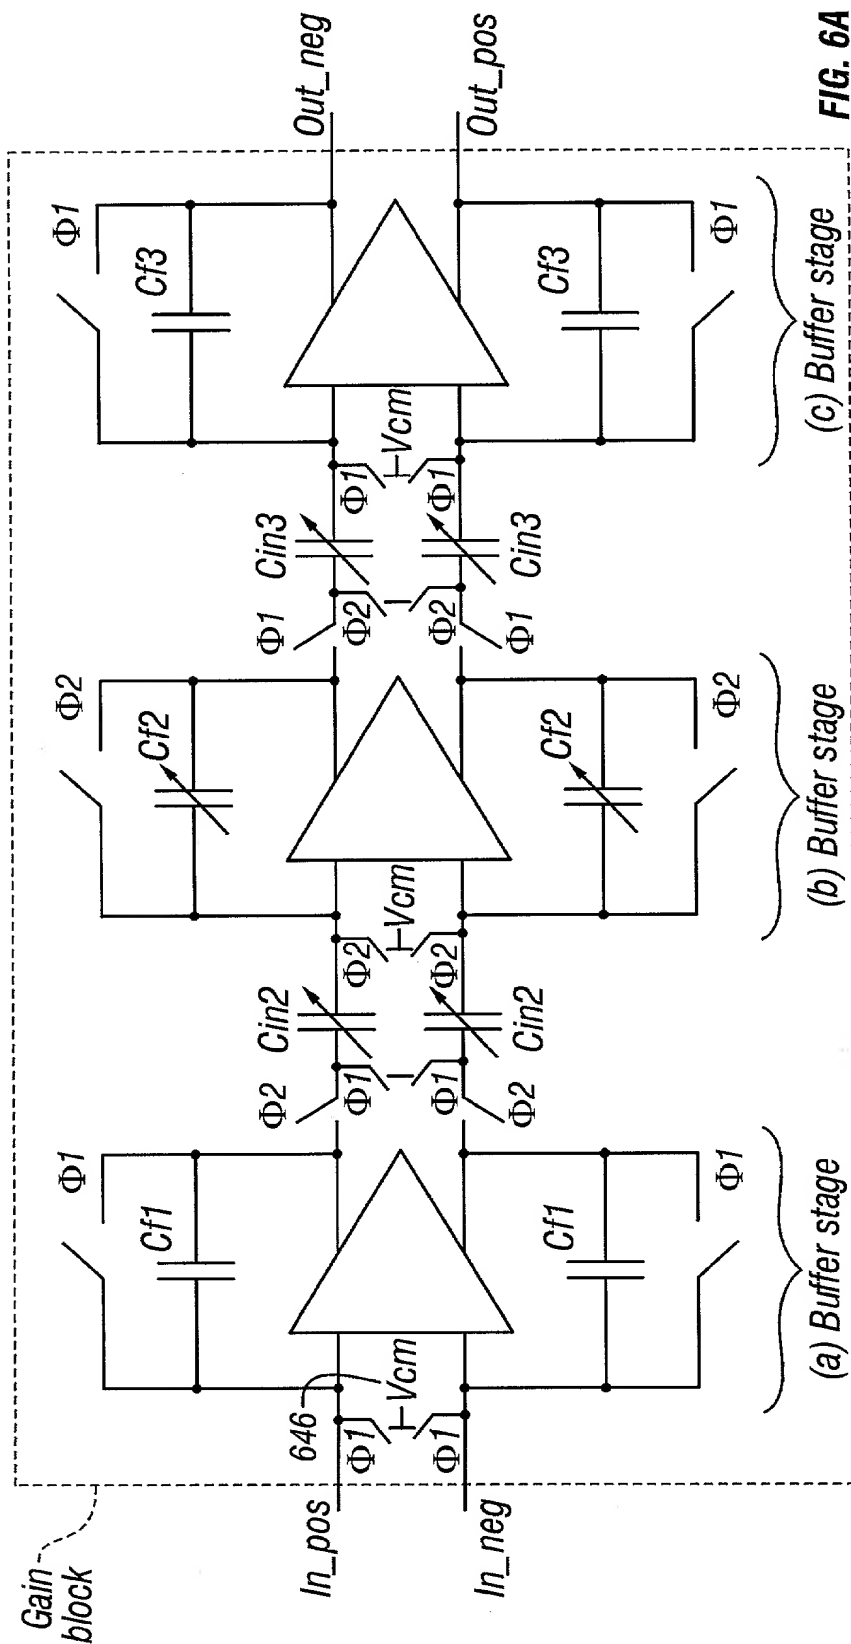 Gain
block
In_pos
In_neg
646
Vcm
Φ1
Φ1
Φ1
Cf1
Cf1
Φ1
(a) Buffer stage
Φ2
Φ1
Φ1
Φ2
Cin2
Cin2
Φ2
Φ2
Vcm
Φ2
Cf2
Cf2
Φ2
(b) Buffer stage
Φ1
Φ2
Φ2
Φ1
Cin3
Cin3
Φ1
Φ1
Vcm
Φ1
Cf3
Cf3
Φ1
(c) Buffer stage
Out_neg
Out_pos
FIG. 6A